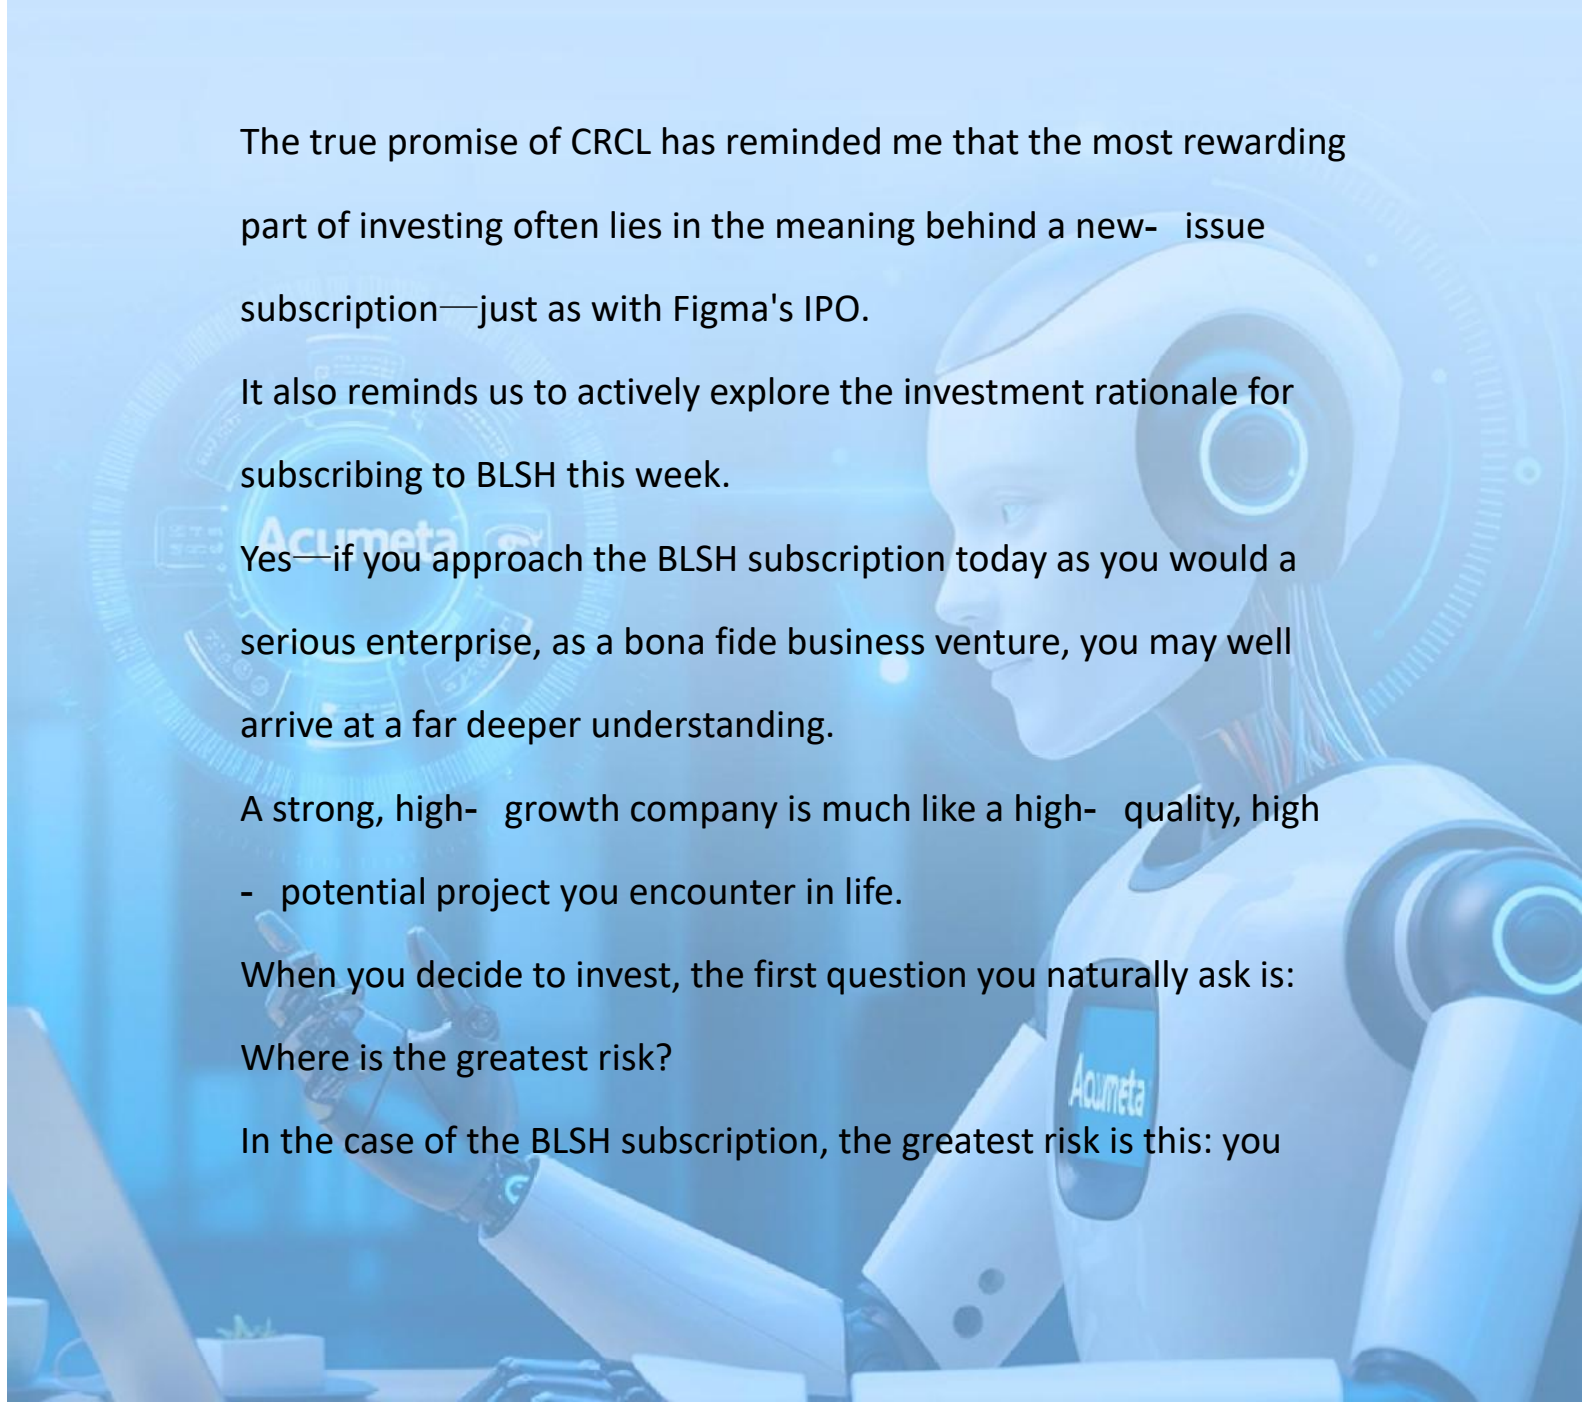 The true promise of CRCL has reminded me that the most rewarding
part of investing often lies in the meaning behind a new- issue
subscription—just as with Figma's IPO.
It also reminds us to actively explore the investment rationale for
subscribing to BLSH this week.
Acumeta
Yes—if you approach the BLSH subscription today as you would a
serious enterprise, as a bona fide business venture, you may well
arrive at a far deeper understanding.
A strong, high- growth company is much like a high- quality, high
- potential project you encounter in life.
When you decide to invest, the first question you naturally ask is:
Where is the greatest risk?
Acumeta
In the case of the BLSH subscription, the greatest risk is this: you